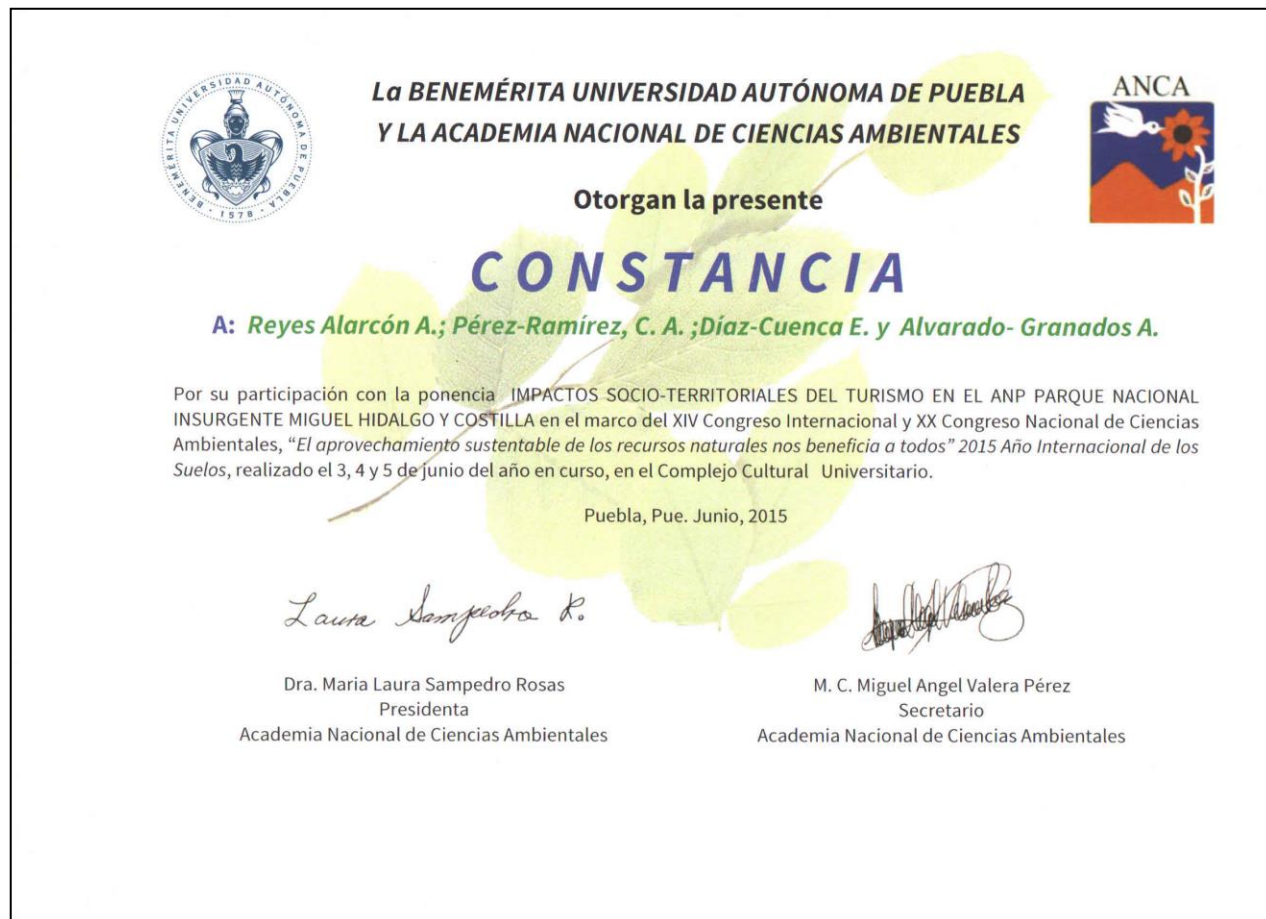 BENEMÉRITA UNIVERSIDAD AUTÓNOMA DE PUEBLA
· 1578 ·
La BENEMÉRITA UNIVERSIDAD AUTÓNOMA DE PUEBLA
Y LA ACADEMIA NACIONAL DE CIENCIAS AMBIENTALES
ANCA
Otorgan la presente
CONSTANCIA
A: Reyes Alarcón A.; Pérez-Ramírez, C. A. ;Díaz-Cuenca E. y Alvarado- Granados A.
Por su participación con la ponencia IMPACTOS SOCIO-TERRITORIALES DEL TURISMO EN EL ANP PARQUE NACIONAL
INSURGENTE MIGUEL HIDALGO Y COSTILLA en el marco del XIV Congreso Internacional y XX Congreso Nacional de Ciencias
Ambientales, “El aprovechamiento sustentable de los recursos naturales nos beneficia a todos” 2015 Año Internacional de los
Suelos, realizado el 3, 4 y 5 de junio del año en curso, en el Complejo Cultural Universitario.
Puebla, Pue. Junio, 2015
Laura Sampedro R.
Dra. Maria Laura Sampedro Rosas
Presidenta
Academia Nacional de Ciencias Ambientales
M. C. Miguel Angel Valera Pérez
Secretario
Academia Nacional de Ciencias Ambientales